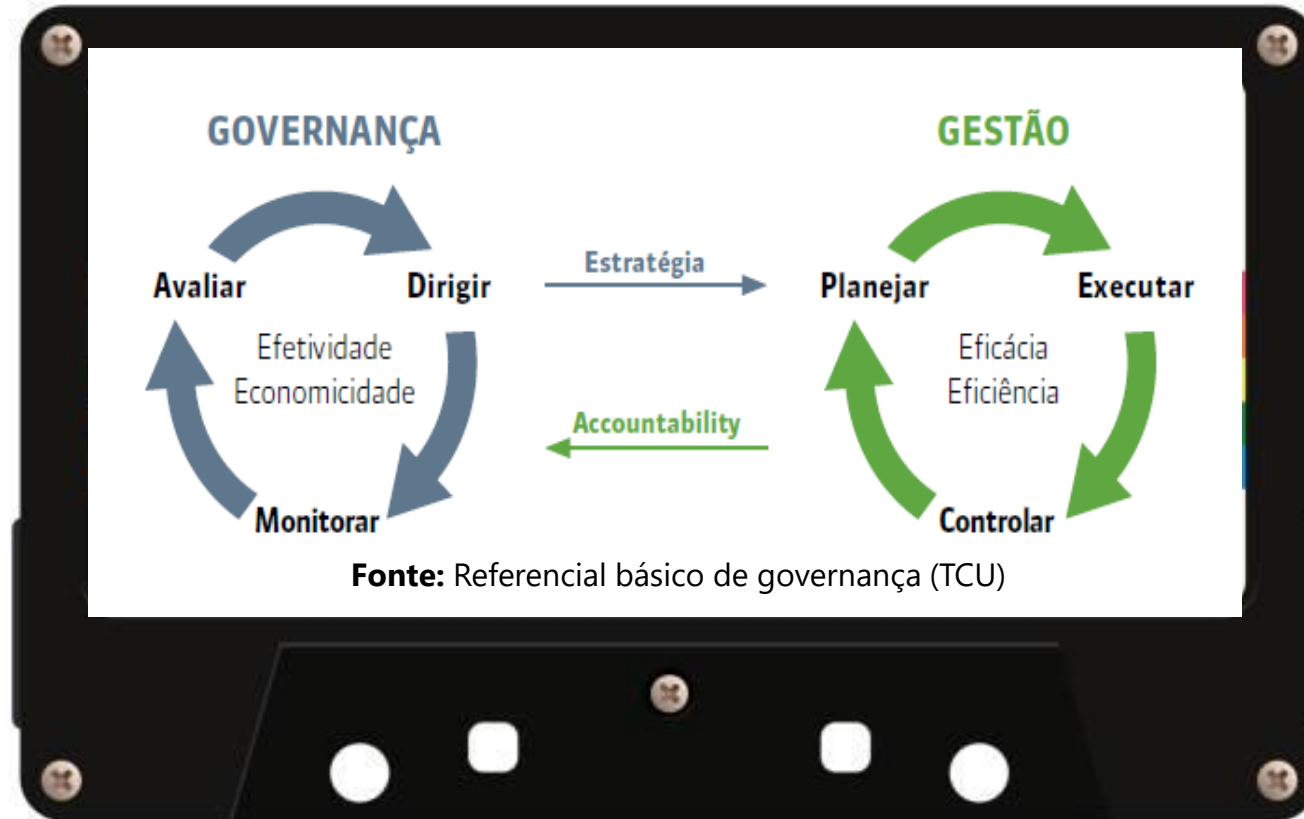 GOVERNANÇA
GESTÃO
Avaliar
Dirigir
Estratégia
Planejar
Executar
Efetividade
Economicidade
Eficácia
Eficiência
Accountability
Monitorar
Controlar
Fonte: Referencial básico de governança (TCU)